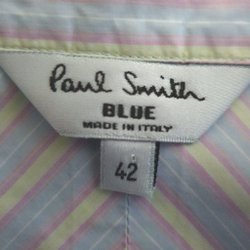 Paul Smith
BLUE
MADE IN ITALY
42